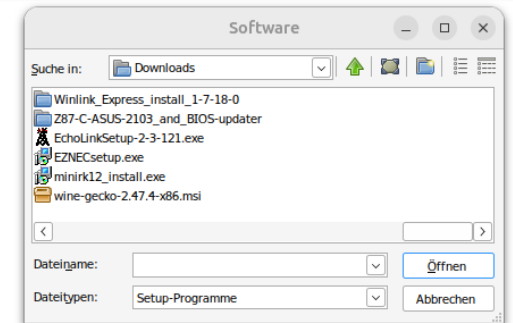 Software
Suche in: Downloads
Winlink_Express_install_1-7-18-0
Z87-C-ASUS-2103_and_BIOS-updater
EchoLinkSetup-2-3-121.exe
EZNECsetup.exe
minirk12_install.exe
wine-gecko-2.47.4-x86.msi
Dateiname: Öffnen
Dateitypen: Setup-Programme Abbrechen